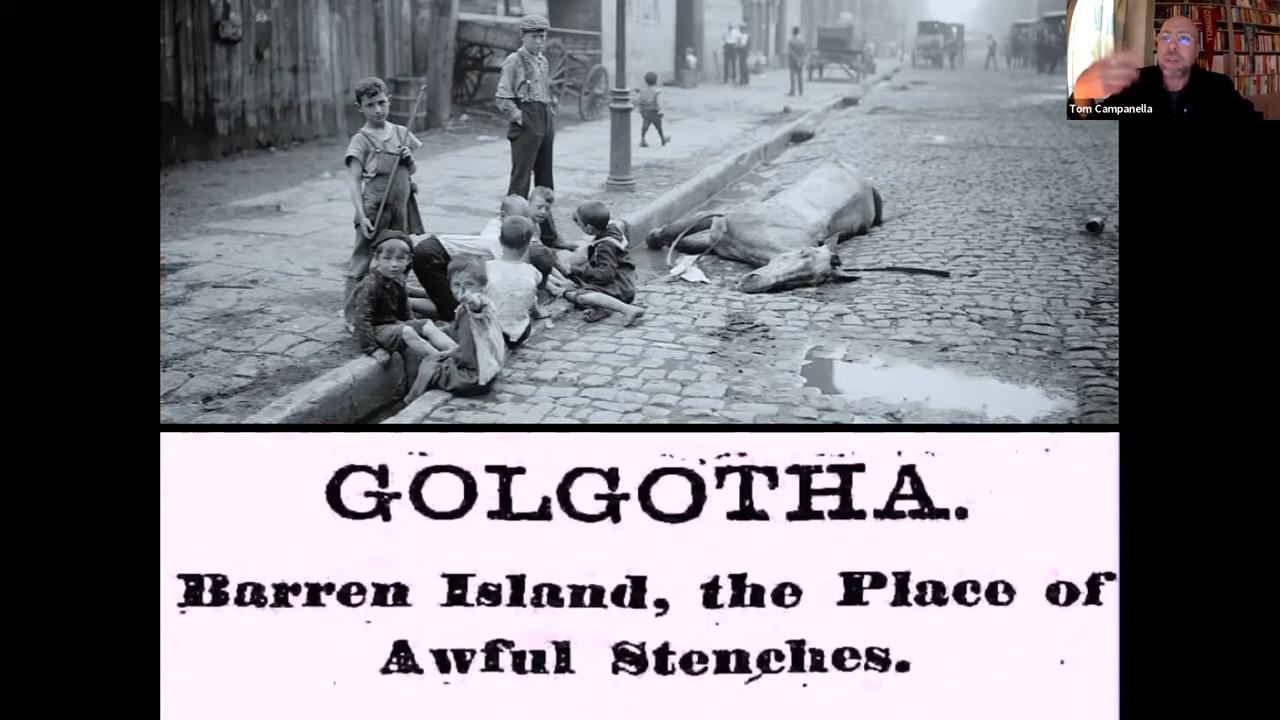 Tom Campanella
GOLGOTHA.
Barren Island, the Place of
Awful Stenches.